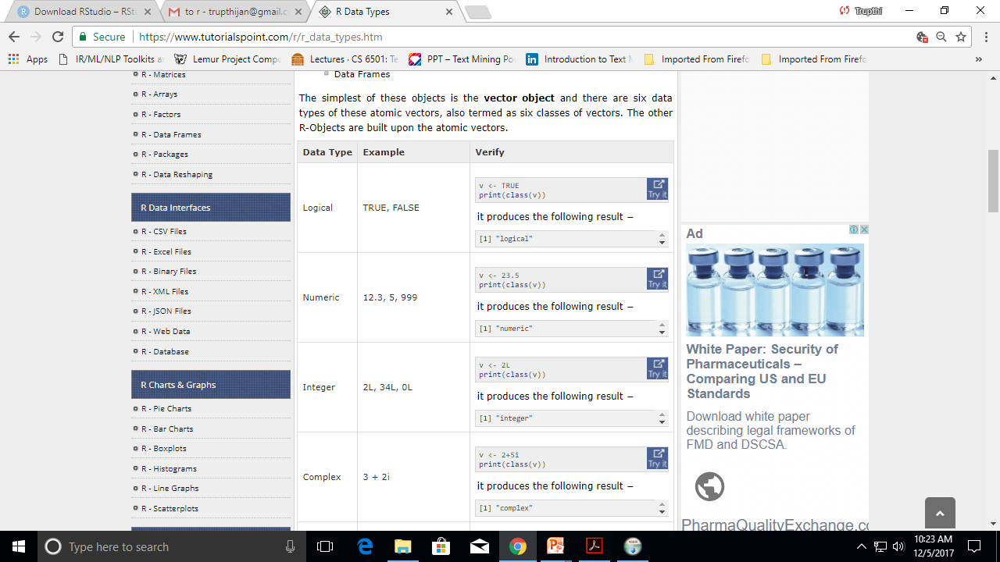 Download RStudio – RSt
to r - trupthijan@gmail.c
R Data Types
Trupthi
Secure
https://www.tutorialspoint.com/r/r_data_types.htm
Apps
IR/ML/NLP Toolkits a
Lemur Project Compo
Lectures · CS 6501: Te
PPT – Text Mining Po
Introduction to Text
Imported From Firefo
Imported From Firefo
»
R - Matrices
R - Arrays
R - Factors
R - Data Frames
R - Packages
R - Data Reshaping
R Data Interfaces
R - CSV Files
R - Excel Files
R - Binary Files
R - XML Files
R - JSON Files
R - Web Data
R - Database
R Charts & Graphs
R - Pie Charts
R - Bar Charts
R - Boxplots
R - Histograms
R - Line Graphs
R - Scatterplots
Data Frames
The simplest of these objects is the vector object and there are six data
types of these atomic vectors, also termed as six classes of vectors. The other
R-Objects are built upon the atomic vectors.
Data Type Example Verify
Logical
TRUE, FALSE
v <- TRUE
print(class(v))
Try it
it produces the following result –
[1] "logical"
Numeric
12.3, 5, 999
v <- 23.5
print(class(v))
Try it
it produces the following result –
[1] "numeric"
Integer
2L, 34L, 0L
v <- 2L
print(class(v))
Try it
it produces the following result –
[1] "integer"
Complex
3 + 2i
v <- 2+5i
print(class(v))
Try it
it produces the following result –
[1] "complex"
Ad
White Paper: Security of
Pharmaceuticals –
Comparing US and EU
Standards
Download white paper
describing legal frameworks of
FMD and DSCSA.
PharmaQualityExchange.co
Type here to search
10:23 AM
12/5/2017